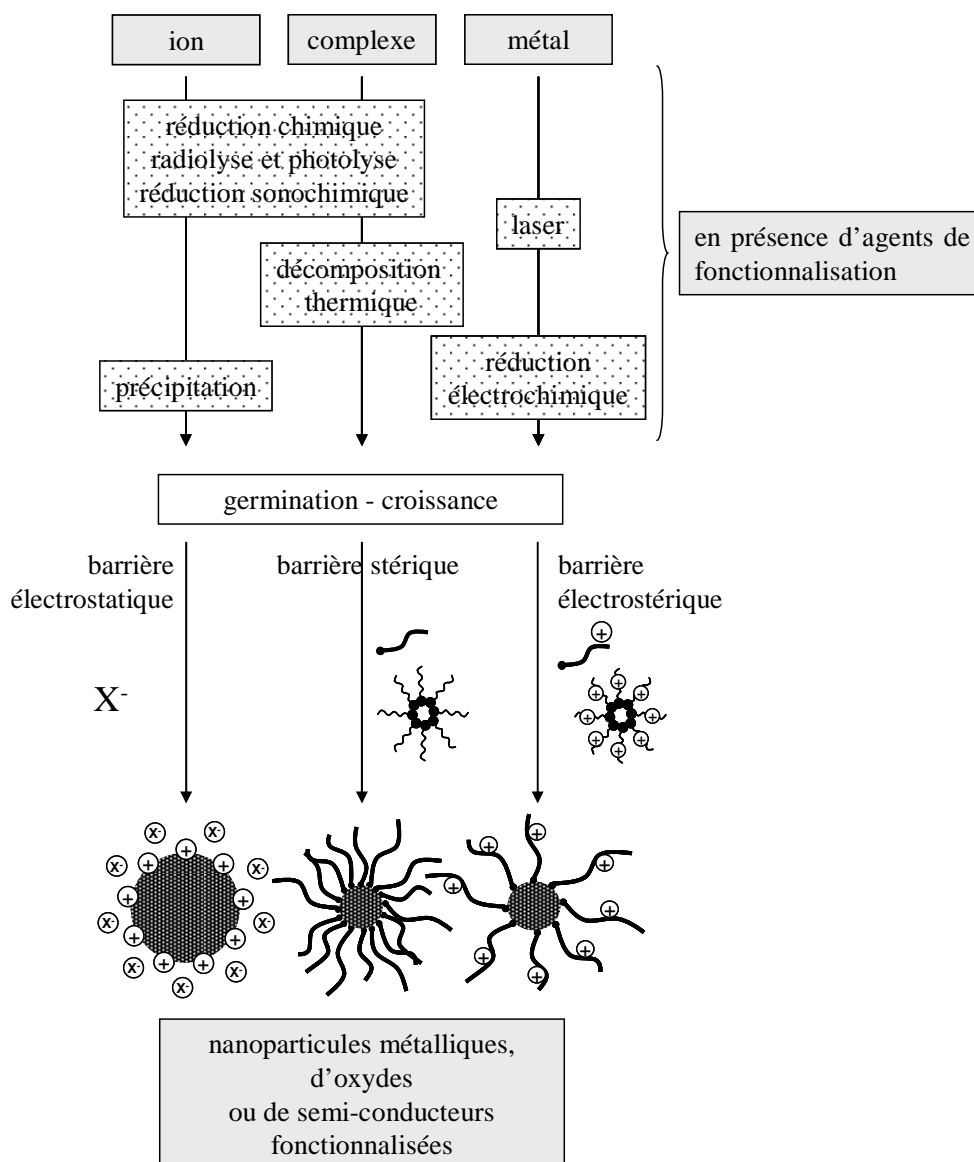 ion
complexe
métal
réduction chimique
radiolyse et photolyse
réduction sonochimique
laser
en présence d'agents de
fonctionnalisation
décomposition
thermique
réduction
électrochimique
précipitation
germination - croissance
barrière
électrostatique
barrière stérique
barrière
électrostérique
+
X-
+ + + + + + + +
X- X- X- X- X- X- X- X- X- X- X-
+ + + + + + + + +
+ + + + + + + +
nanoparticules métalliques,
d'oxydes
ou de semi-conducteurs
fonctionnalisées